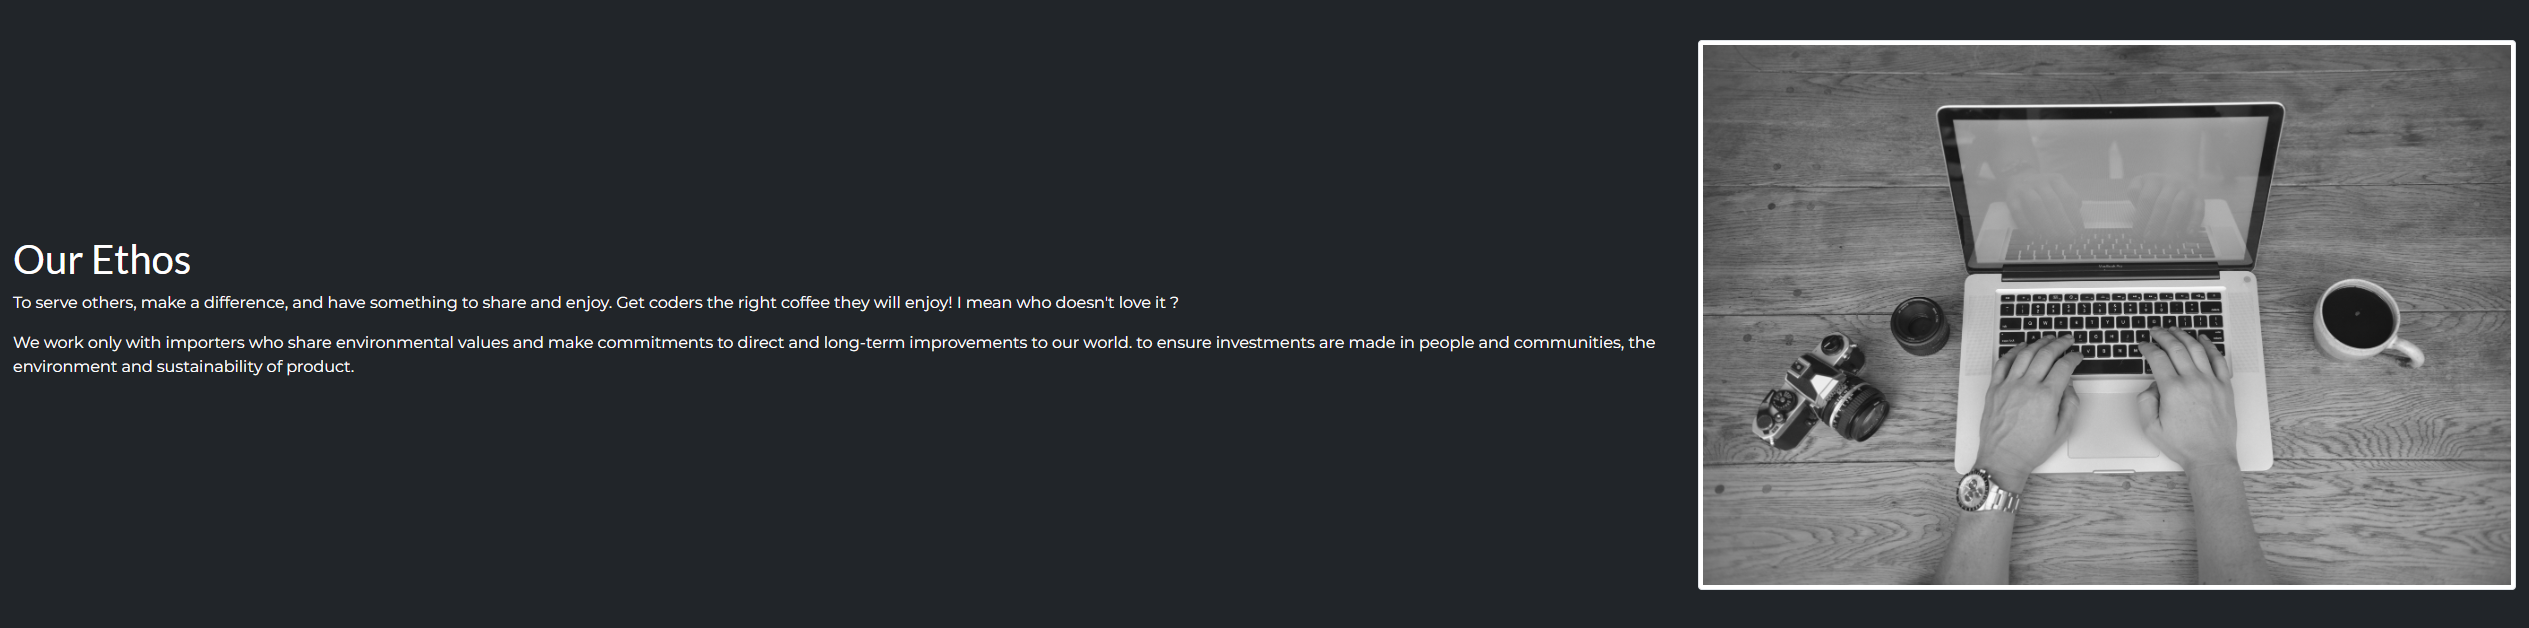 Our Ethos
To serve others, make a difference, and have something to share and enjoy. Get coders the right coffee they will enjoy! I mean who doesn't love it ?
We work only with importers who share environmental values and make commitments to direct and long-term improvements to our world. to ensure investments are made in people and communities, the
environment and sustainability of product.